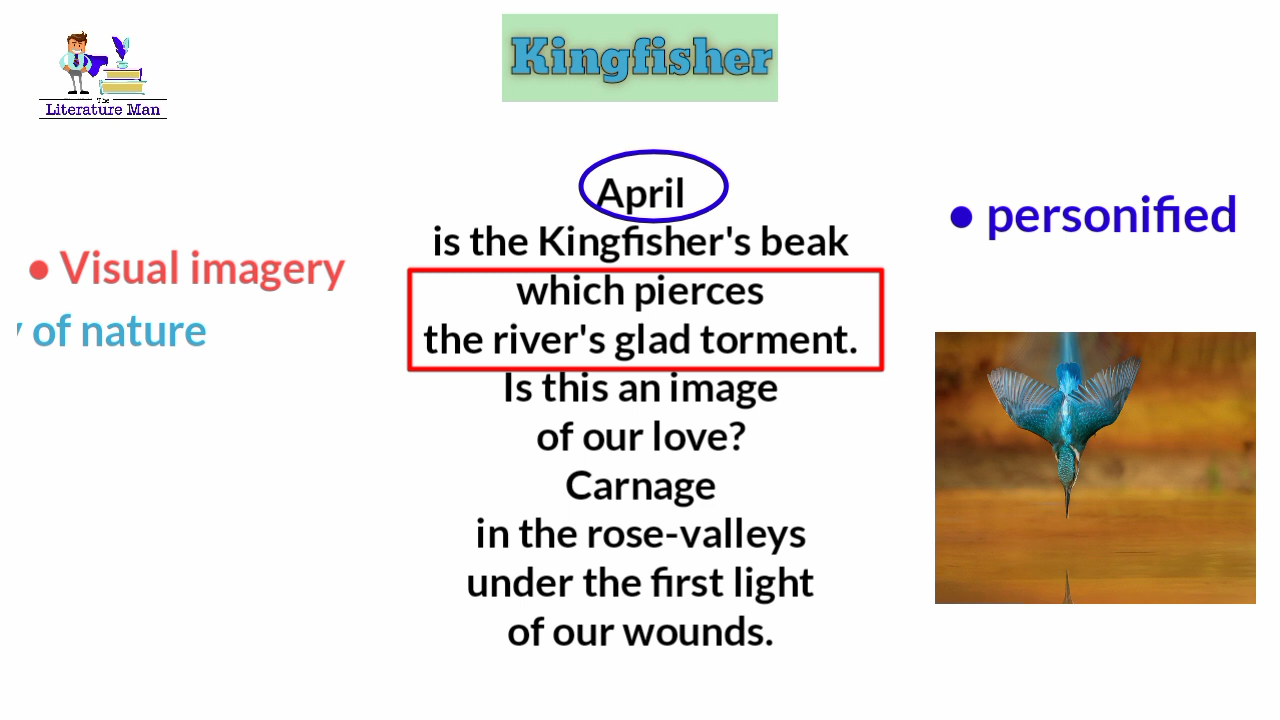 Kingfisher
The
Literature Man
April
is the Kingfisher's beak
which pierces
the river's glad torment.
Is this an image
of our love?
Carnage
in the rose-valleys
under the first light
of our wounds.
• Visual imagery
of nature
• personified